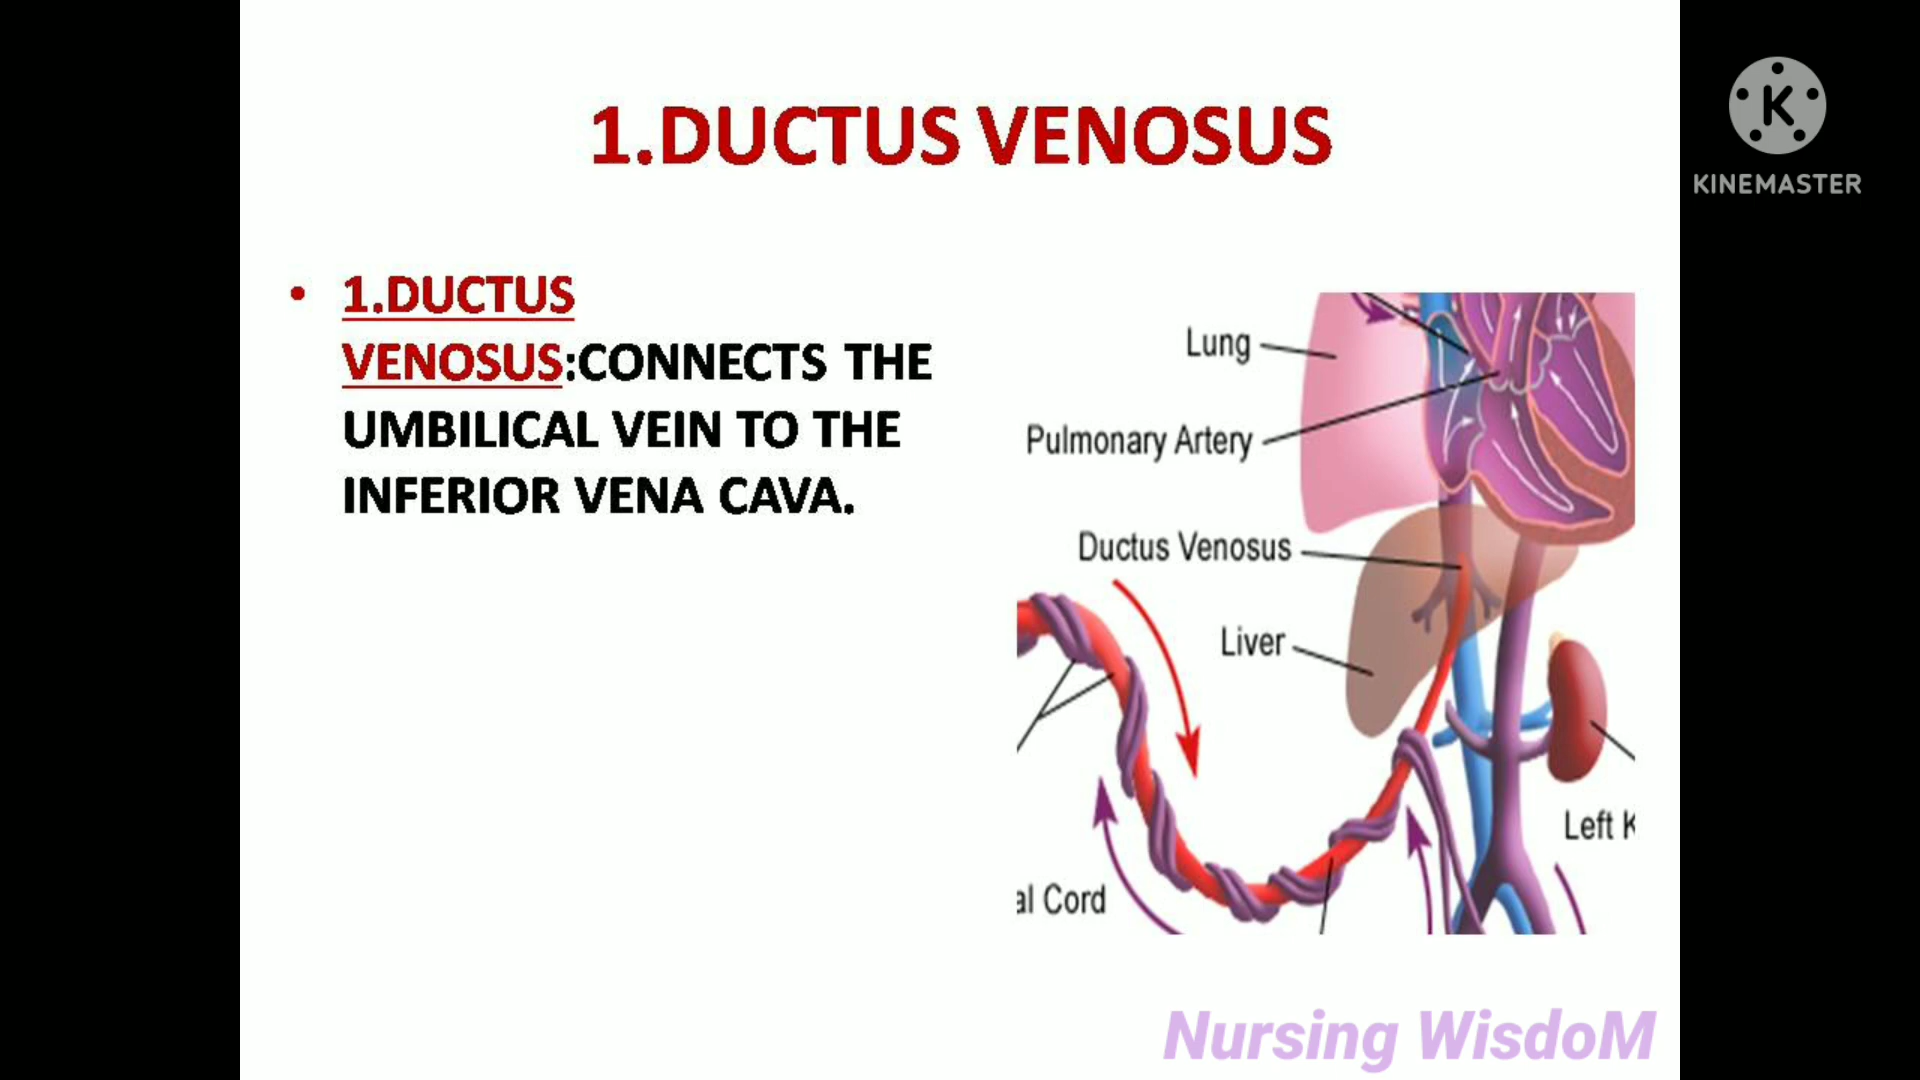 1.DUCTUS VENOSUS
KINEMASTER
• 1.DUCTUS
VENOSUS:CONNECTS THE
UMBILICAL VEIN TO THE
INFERIOR VENA CAVA.
Lung
Pulmonary Artery
Ductus Venosus
Liver
Left K
al Cord
Nursing WisdoM